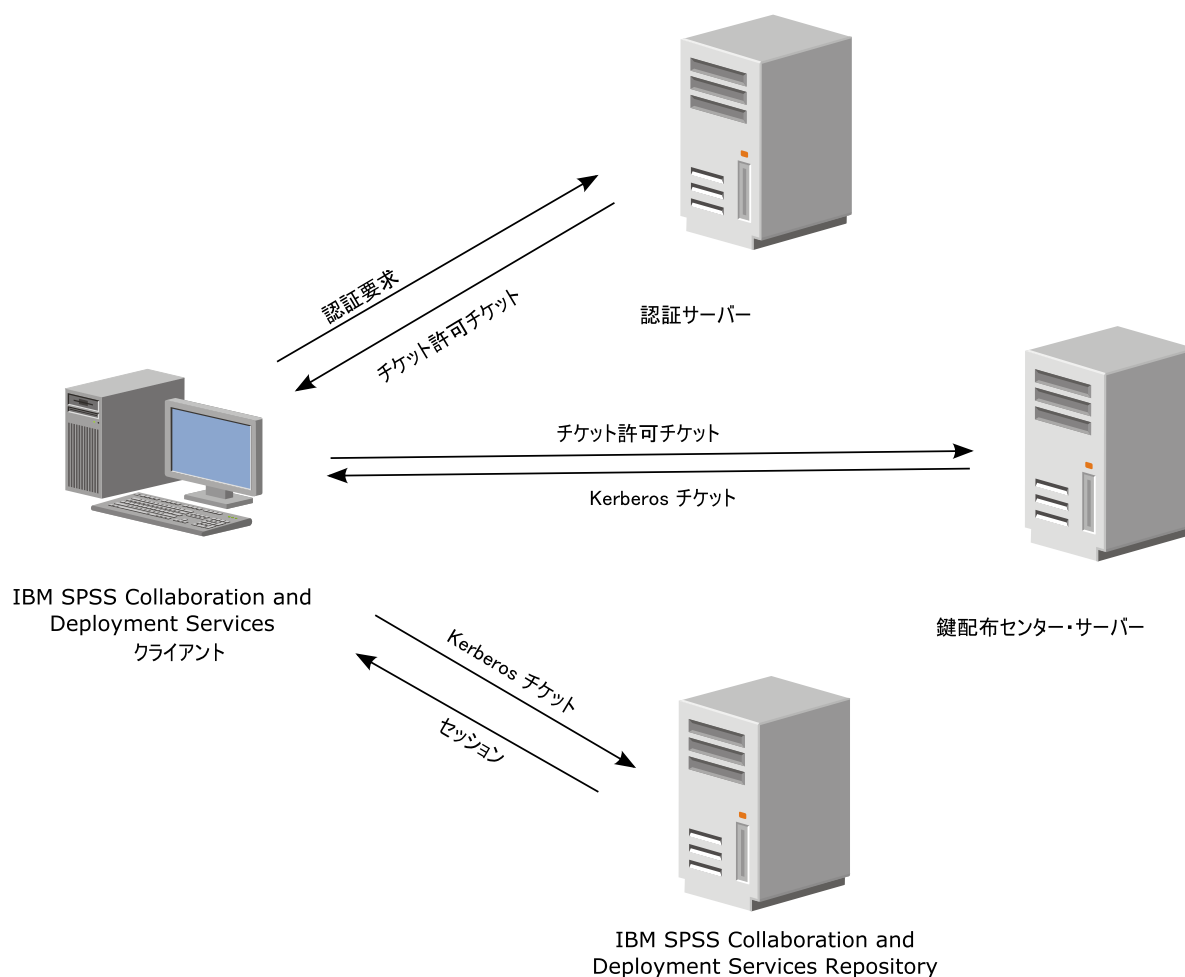 認証要求
チケット許可チケット
認証サーバー
チケット許可チケット
Kerberos チケット
IBM SPSS Collaboration and
Deployment Services
クライアント
鍵配布センター・サーバー
Kerberos チケット
セッション
IBM SPSS Collaboration and
Deployment Services Repository